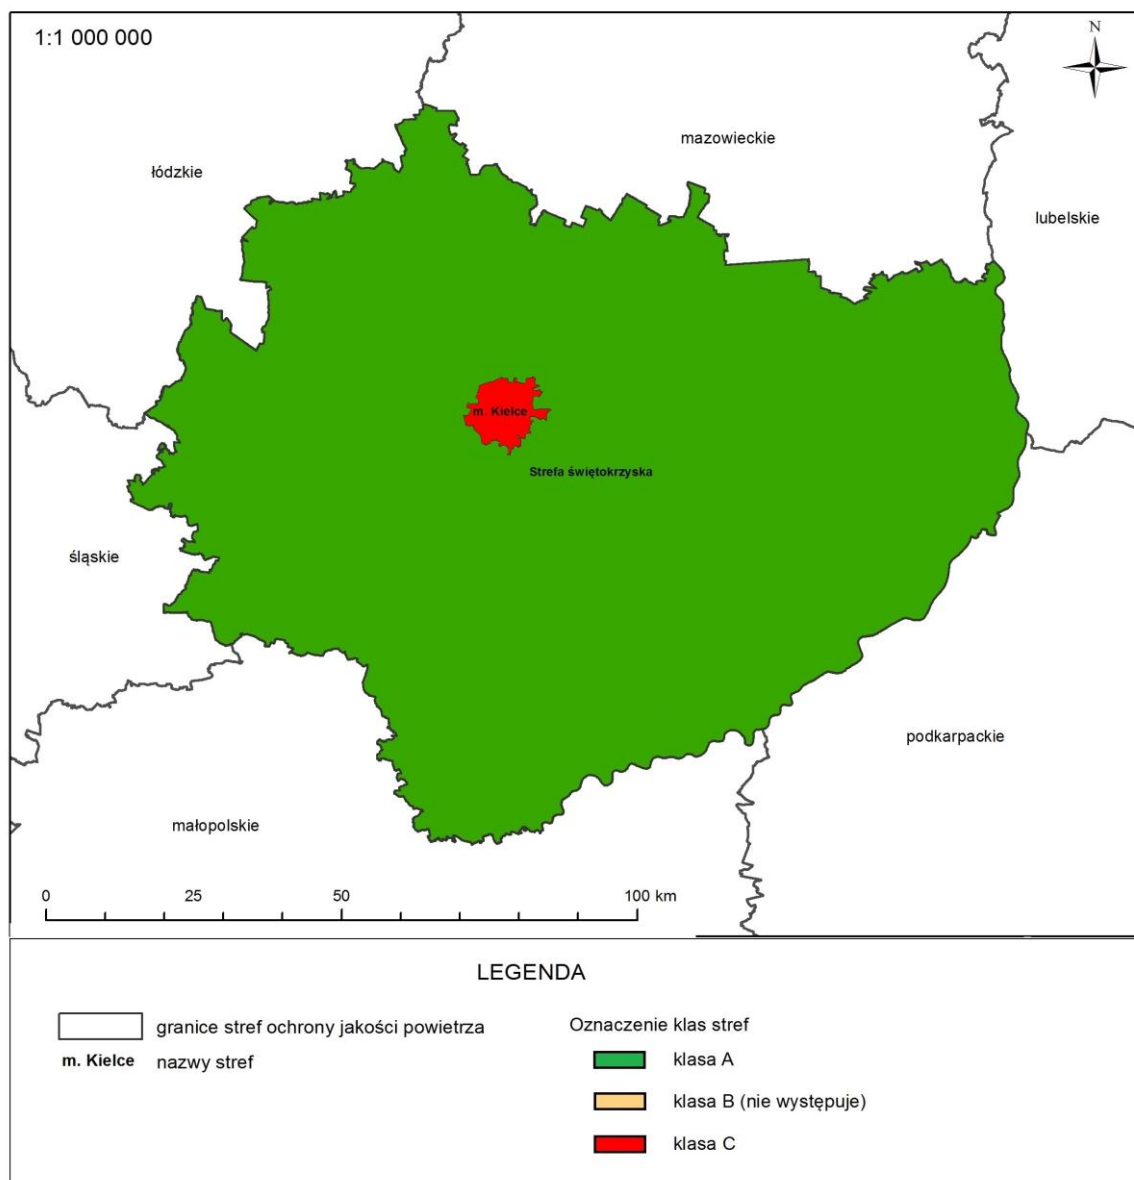 1:1 000 000
N
mazowieckie
łódzkie
lubelskie
m. Kielce
Strefa świętokrzyska
śląskie
podkarpackie
małopolskie
0 25 50 100 km
LEGENDA
granice stref ochrony jakości powietrza
m. Kielce nazwy stref
Oznaczenie klas stref
klasa A
klasa B (nie występuje)
klasa C